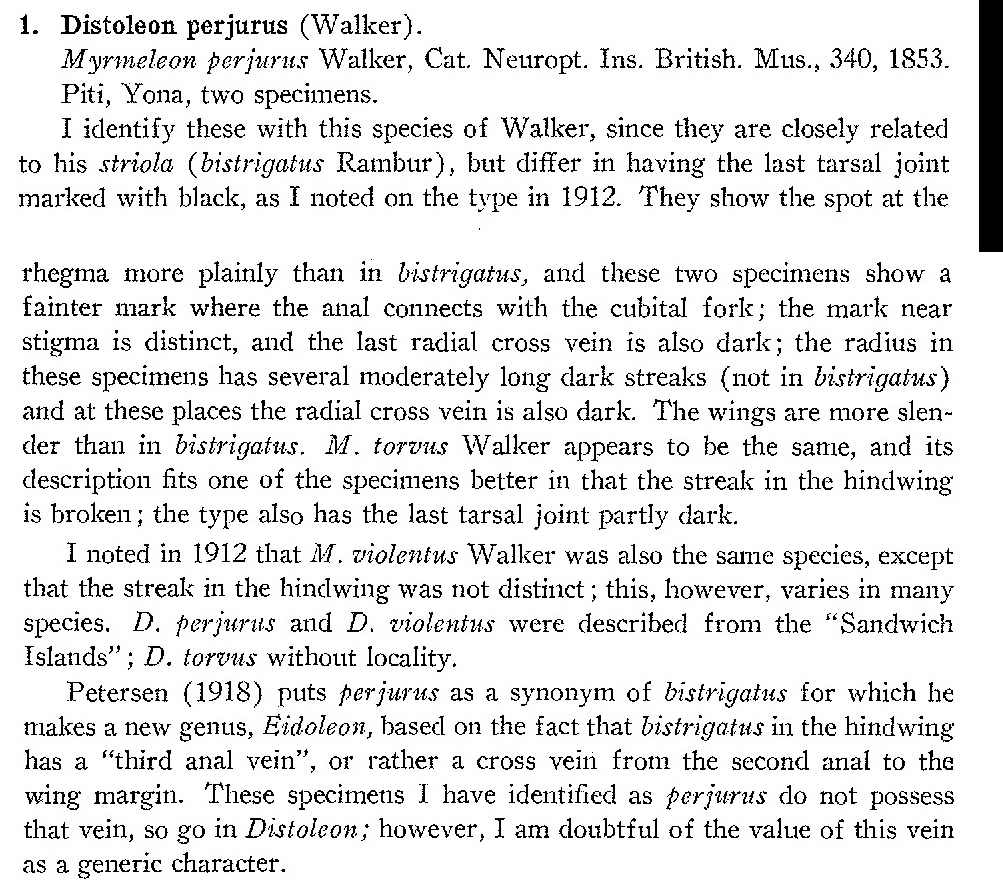 1. Distoleon perjurus (Walker).
Myrmeleon perjurus Walker, Cat. Neuropt. Ins. British. Mus., 340, 1853.
Piti, Yona, two specimens.
I identify these with this species of Walker, since they are closely related
to his striola (bistrigatus Rambur), but differ in having the last tarsal joint
marked with black, as I noted on the type in 1912. They show the spot at the
rhegma more plainly than in bistrigatus, and these two specimens show a
fainter mark where the anal connects with the cubital fork; the mark near
stigma is distinct, and the last radial cross vein is also dark; the radius in
these specimens has several moderately long dark streaks (not in bistrigatus)
and at these places the radial cross vein is also dark. The wings are more slen-
der than in bistrigatus. M. torvus Walker appears to be the same, and its
description fits one of the specimens better in that the streak in the hindwing
is broken; the type also has the last tarsal joint partly dark.
I noted in 1912 that M. violentus Walker was also the same species, except
that the streak in the hindwing was not distinct; this, however, varies in many
species. D. perjurus and D. violentus were described from the "Sandwich
Islands"; D. torvus without locality.
Petersen (1918) puts perjurus as a synonym of bistrigatus for which he
makes a new genus, Eidoleon, based on the fact that bistrigatus in the hindwing
has a "third anal vein", or rather a cross vein from the second anal to the
wing margin. These specimens I have identified as perjurus do not possess
that vein, so go in Distoleon; however, I am doubtful of the value of this vein
as a generic character.